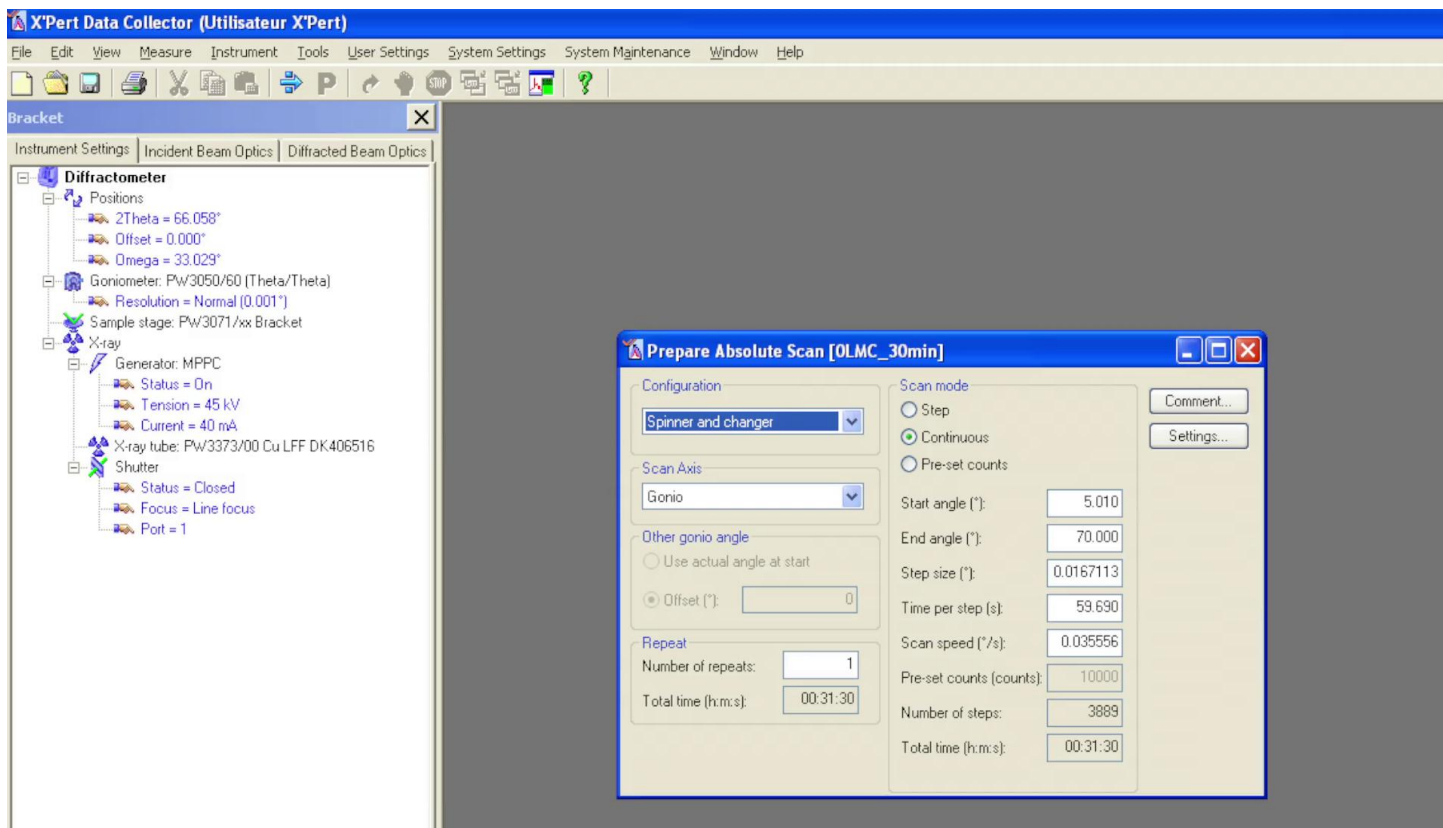 X'Pert Data Collector (Utilisateur X'Pert)
File Edit View Measure Instrument Tools User Settings System Settings System Maintenance Window Help
P STOP ?
Bracket
Instrument Settings Incident Beam Optics Diffracted Beam Optics
Diffractometer
Positions
2Theta = 66.058°
Offset = 0.000°
Omega = 33.029°
Goniometer: PW3050/60 (Theta/Theta)
Resolution = Normal (0.001°)
Sample stage: PW3071/xx Bracket
X-ray
Generator: MPPC
Status = On
Tension = 45 kV
Current = 40 mA
X-ray tube: PW3373/00 Cu LFF DK406516
Shutter
Status = Closed
Focus = Line focus
Port = 1
Prepare Absolute Scan [0LMC_30min]
Configuration
Spinner and changer
Scan Axis
Gonio
Other gonio angle
Use actual angle at start
Offset (°): 0
Repeat
Number of repeats: 1
Total time (h:m:s): 00:31:30
Scan mode
Step
Continuous
Pre-set counts
Start angle (°): 5.010
End angle (°): 70.000
Step size (°): 0.0167113
Time per step (s): 59.690
Scan speed (°/s): 0.035556
Pre-set counts (counts): 10000
Number of steps: 3889
Total time (h:m:s): 00:31:30
Comment...
Settings...